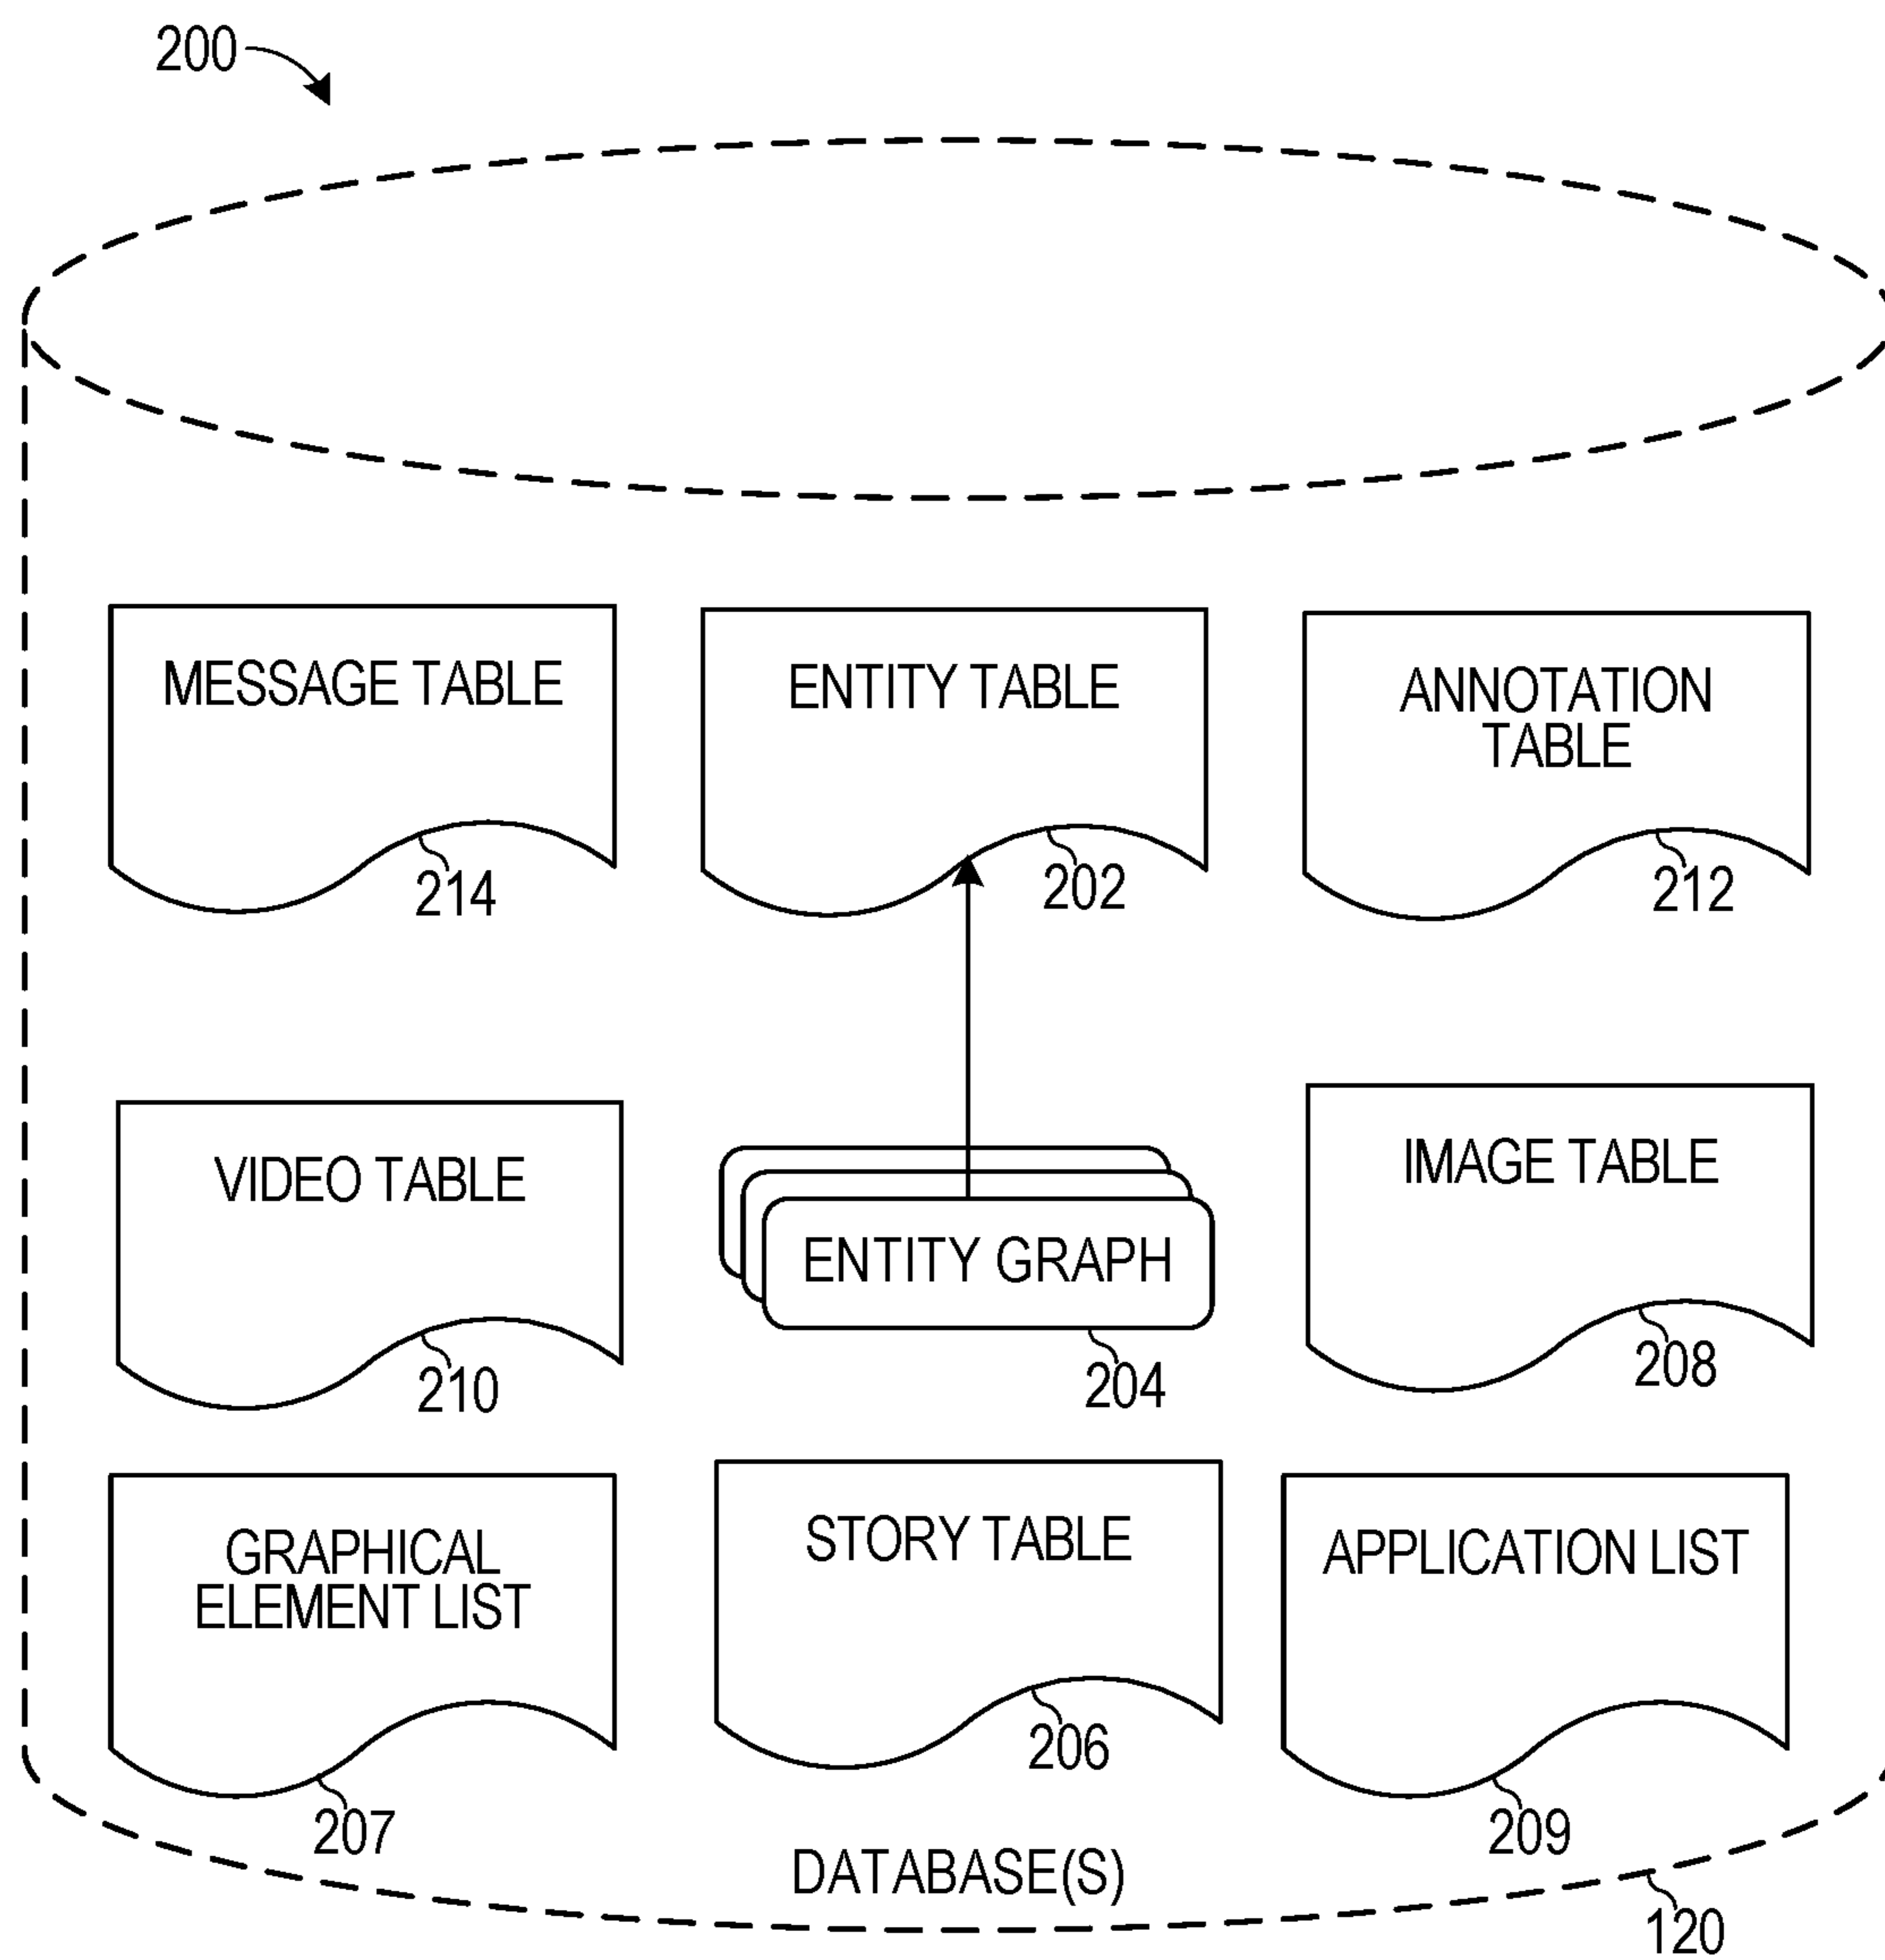 200
MESSAGE TABLE
214
ENTITY TABLE
202
ANNOTATION
TABLE
212
VIDEO TABLE
210
ENTITY GRAPH
204
IMAGE TABLE
208
GRAPHICAL
ELEMENT LIST
207
STORY TABLE
206
APPLICATION LIST
209
DATABASE(S)
120